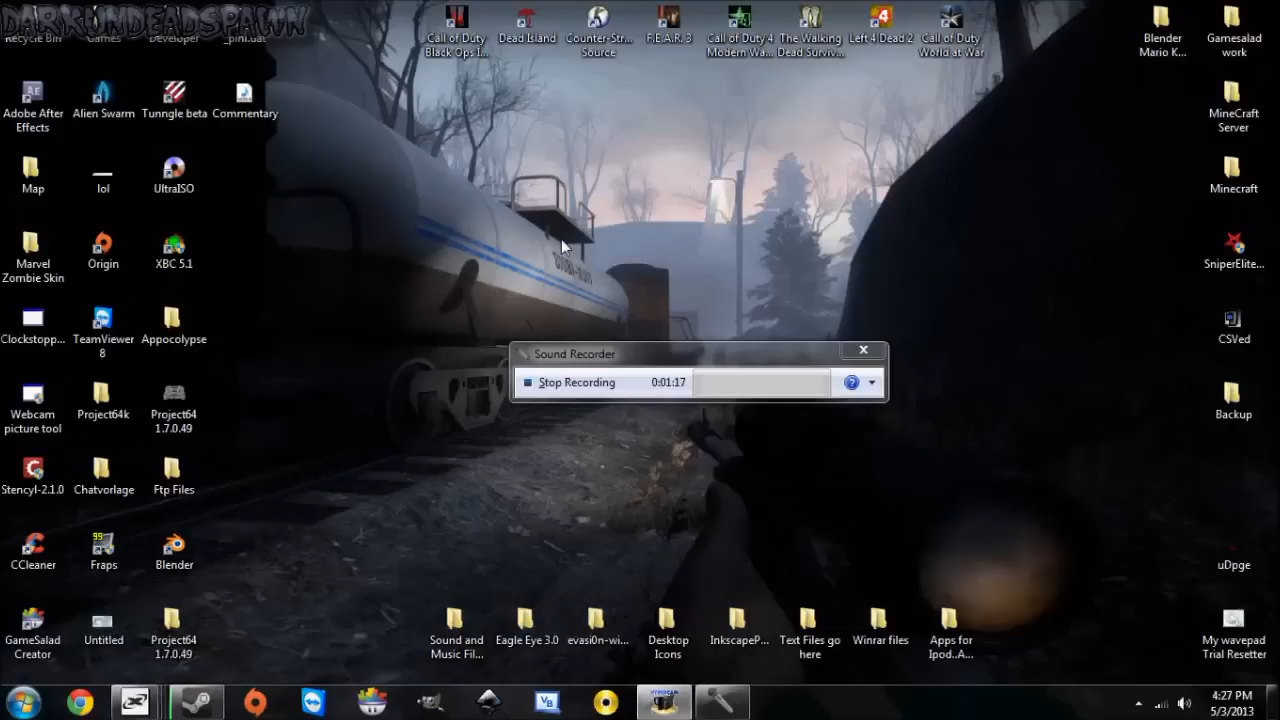 DARKUNDEADSPAWN
Recycle Bin
Games
Developer
Call of Duty
Black Ops I...
Dead Island
Counter-Str...
Source
F.E.A.R. 3
Call of Duty 4
Modern Wa...
The Walking
Dead Surviv...
Left 4 Dead 2
Call of Duty
World at War
Blender
Mario K...
Gamesalad
work
Adobe After
Effects
Alien Swarm
Tunngle beta
Commentary
MineCraft
Server
Map
lol
UltraISO
Minecraft
Marvel
Zombie Skin
Origin
XBC 5.1
SniperElite...
Clockstopp...
TeamViewer
8
Appocolypse
CSVed
Sound Recorder
Stop Recording
0:01:17
Webcam
picture tool
Project64k
Project64
1.7.0.49
Backup
Stencyl-2.1.0
Chatvorlage
Ftp Files
CCleaner
99
Fraps
Blender
uDpge
GameSalad
Creator
Untitled
Project64
1.7.0.49
Sound and
Music Fil...
Eagle Eye 3.0
evasi0n-wi...
Desktop
Icons
InkscapeP...
Text Files go
here
Winrar files
Apps for
Ipod..A...
My wavepad
Trial Resetter
4:27 PM
5/3/2013